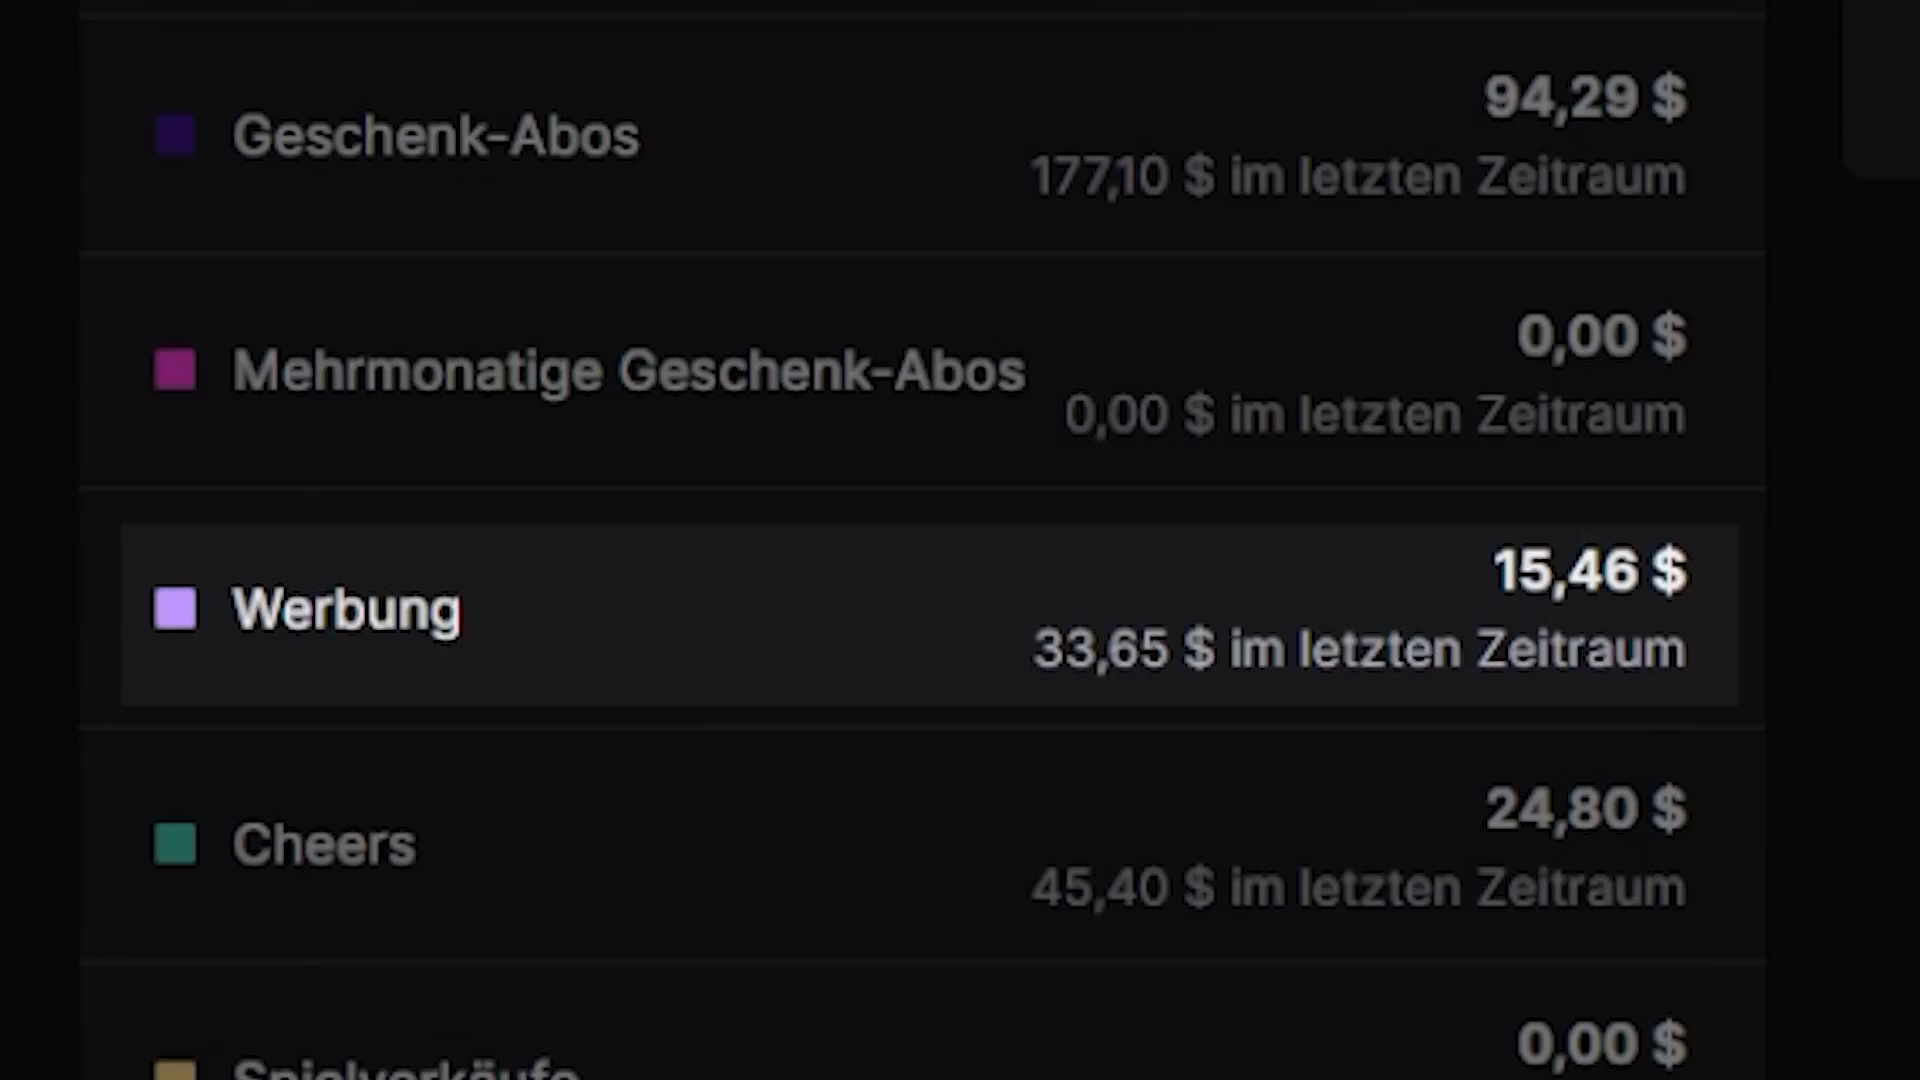 94,29 $
Geschenk-Abos
177,10 $ im letzten Zeitraum
0,00 $
Mehrmonatige Geschenk-Abos
0,00 $ im letzten Zeitraum
15,46 $
Werbung
33,65 $ im letzten Zeitraum
24,80 $
Cheers
45,40 $ im letzten Zeitraum
0,00 $
Spielverkäufe